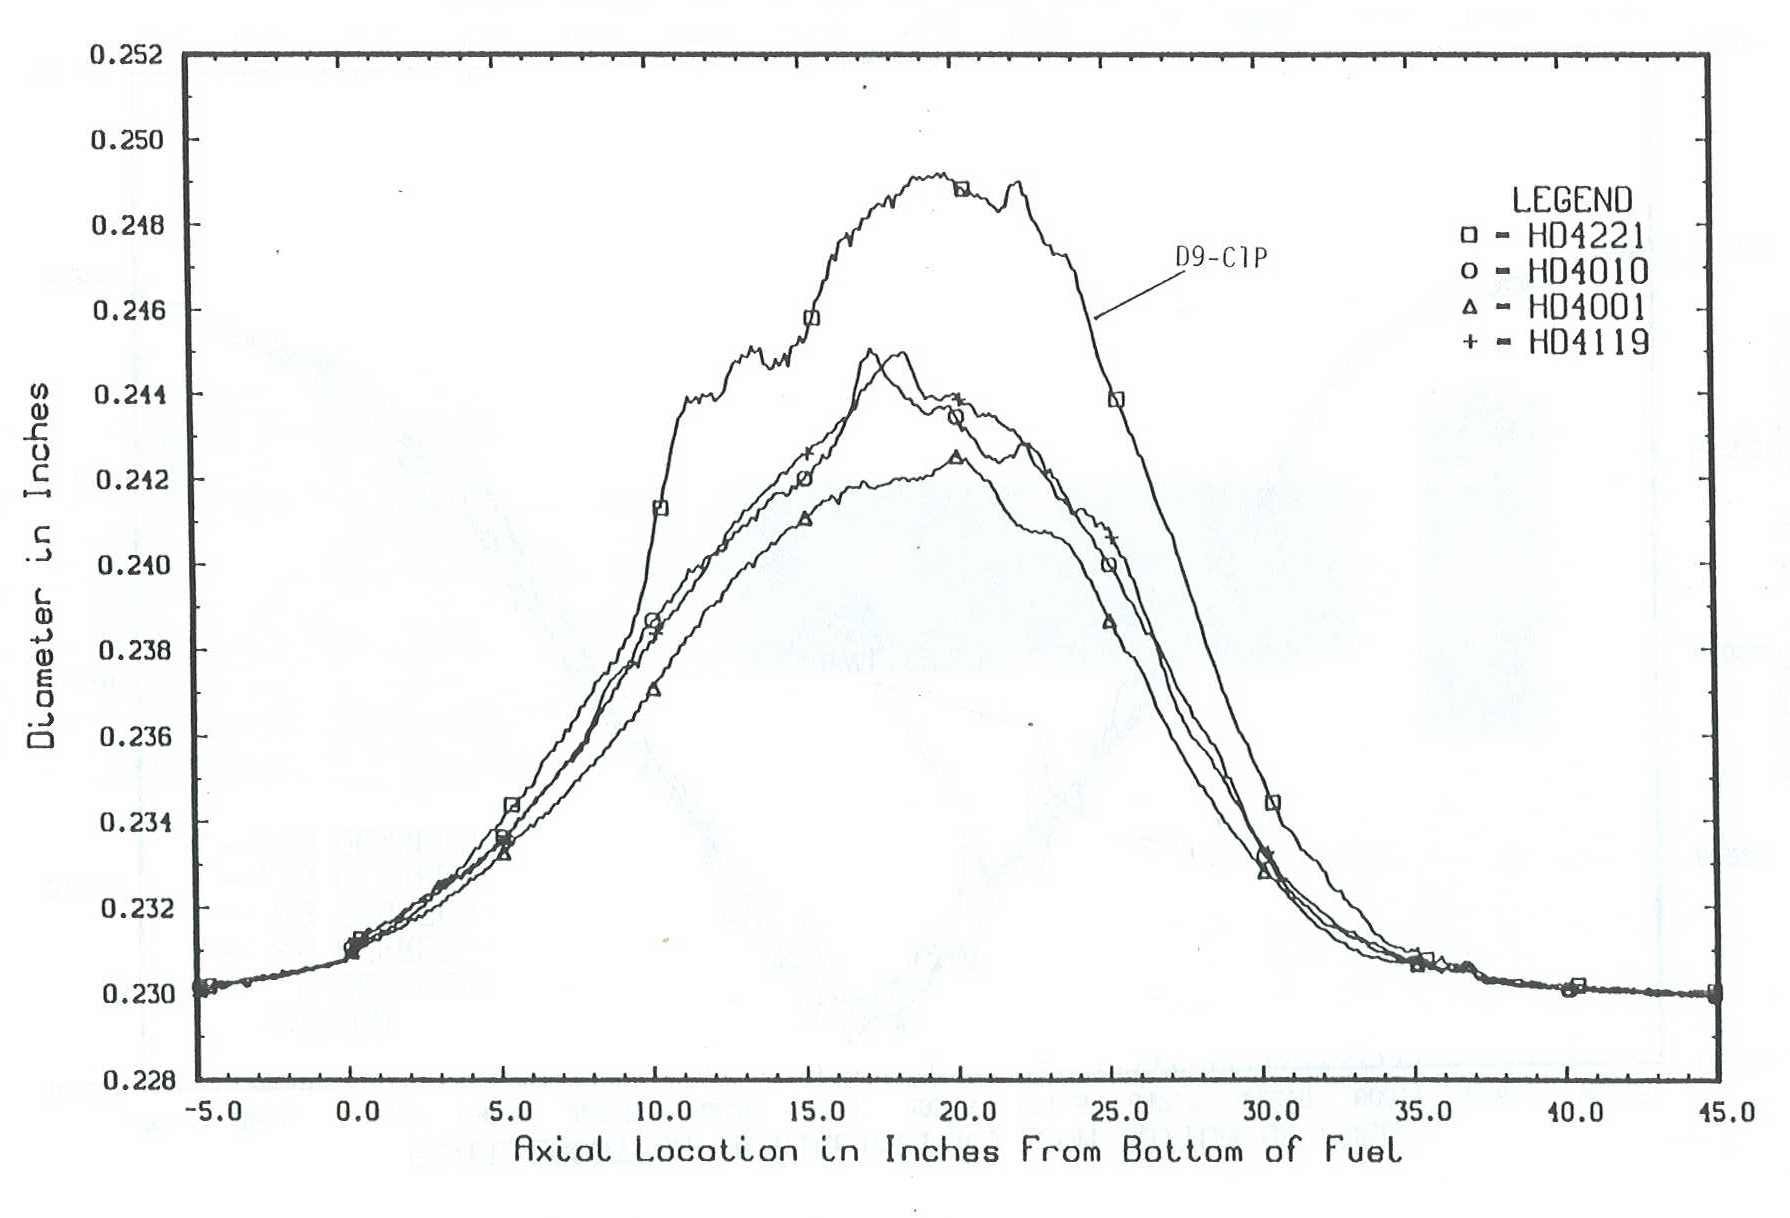 0.252
0.250
0.248
0.246
0.244
0.242
0.240
0.238
0.236
0.234
0.232
0.230
0.228
Diameter in Inches
LEGEND
□ - HD4221
○ - HD4010
△ - HD4001
+ - HD4119
D9-C1P
-5.0 0.0 5.0 10.0 15.0 20.0 25.0 30.0 35.0 40.0 45.0
Axial Location in Inches From Bottom of Fuel